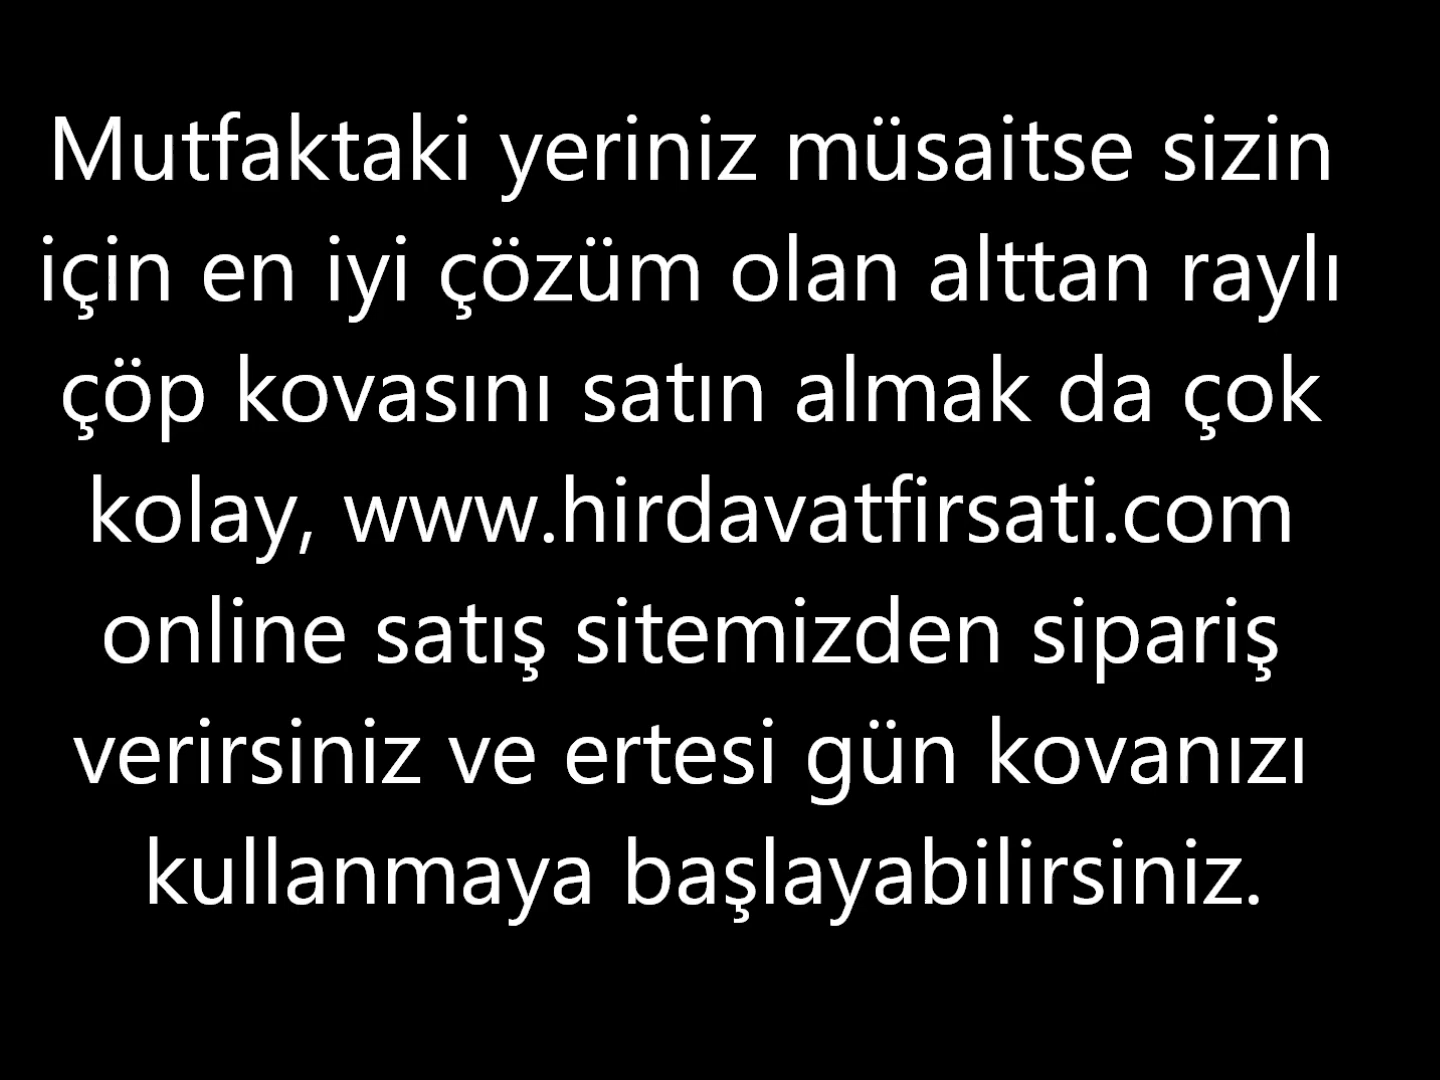 Mutfaktaki yeriniz müsaitse sizin
için en iyi çözüm olan alttan raylı
çöp kovasını satın almak da çok
kolay, www.hirdavatfirsati.com
online satış sitemizden sipariş
verirsiniz ve ertesi gün kovanızı
kullanmaya başlayabilirsiniz.